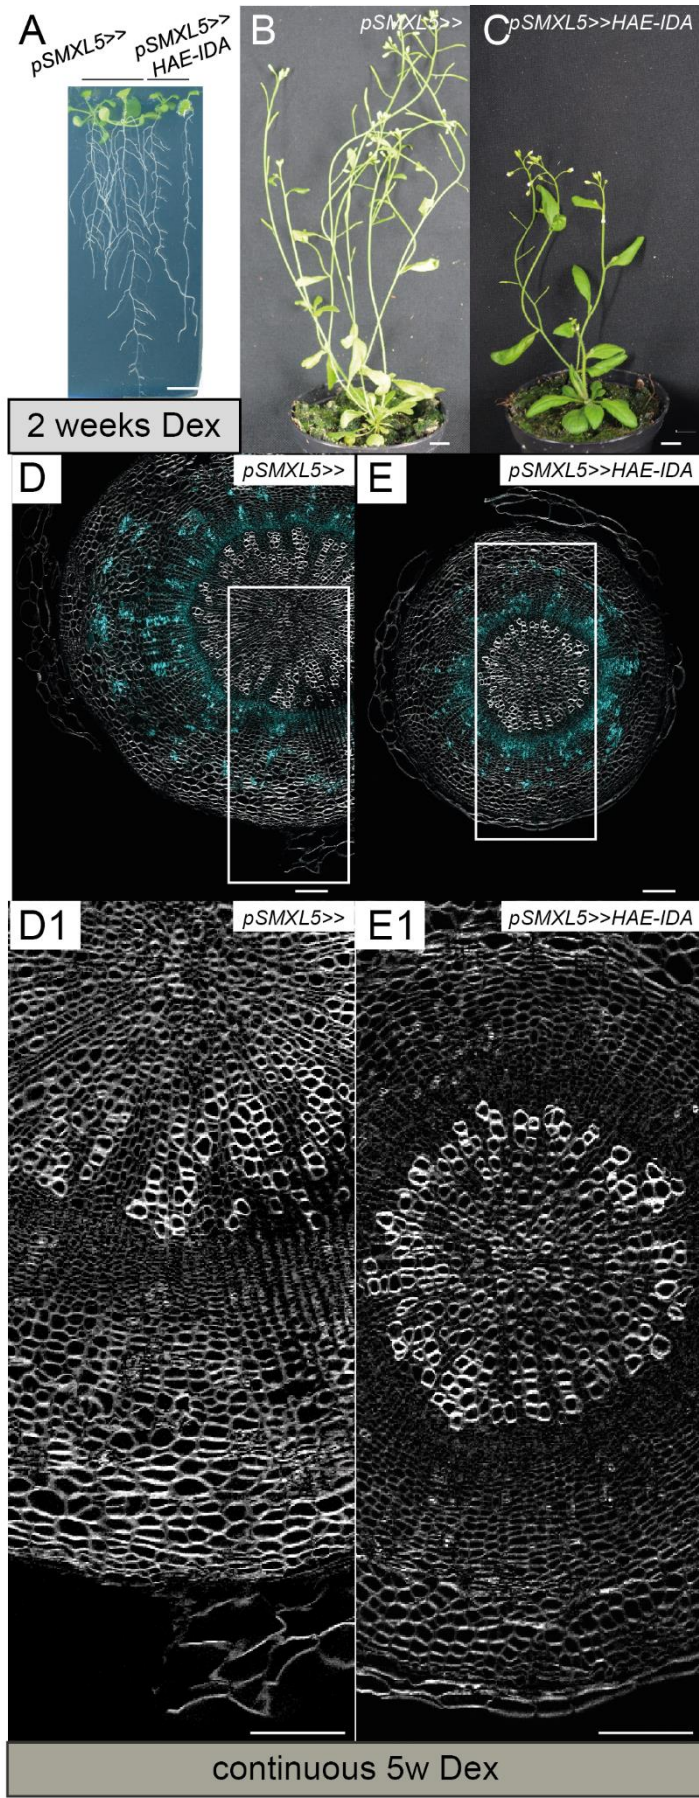 A
pSMXL5>>
pSMXL5>>
HAE-IDA
B
pSMXL5>>
C
pSMXL5>>HAE-IDA
2 weeks Dex
D
pSMXL5>>
E
pSMXL5>>HAE-IDA
D1
pSMXL5>>
E1
pSMXL5>>HAE-IDA
continuous 5w Dex